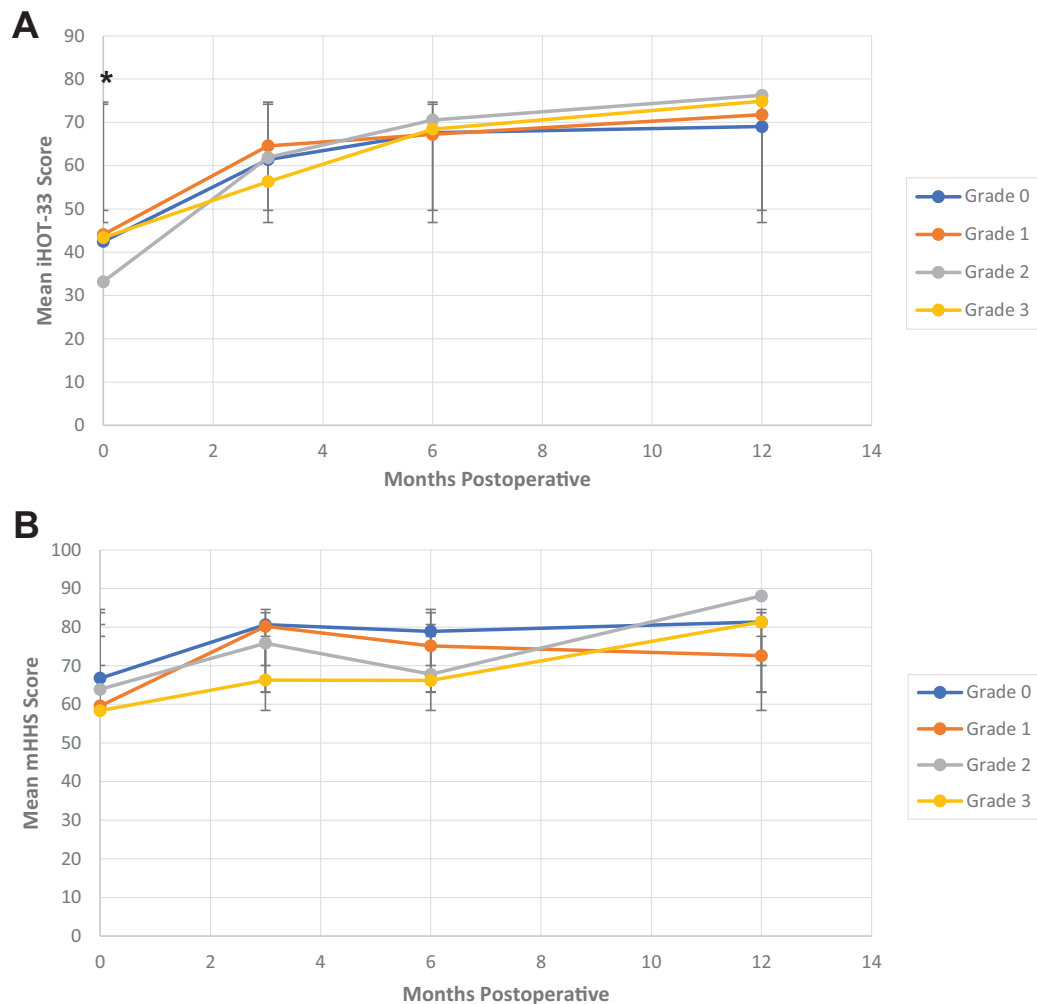 A
90
80
70
60
50
40
30
20
10
0
*
Mean iHOT-33 Score
0 2 4 6 8 10 12 14
Months Postoperative
Grade 0
Grade 1
Grade 2
Grade 3
B
100
90
80
70
60
50
40
30
20
10
0
Mean mHHS Score
0 2 4 6 8 10 12 14
Months Postoperative
Grade 0
Grade 1
Grade 2
Grade 3